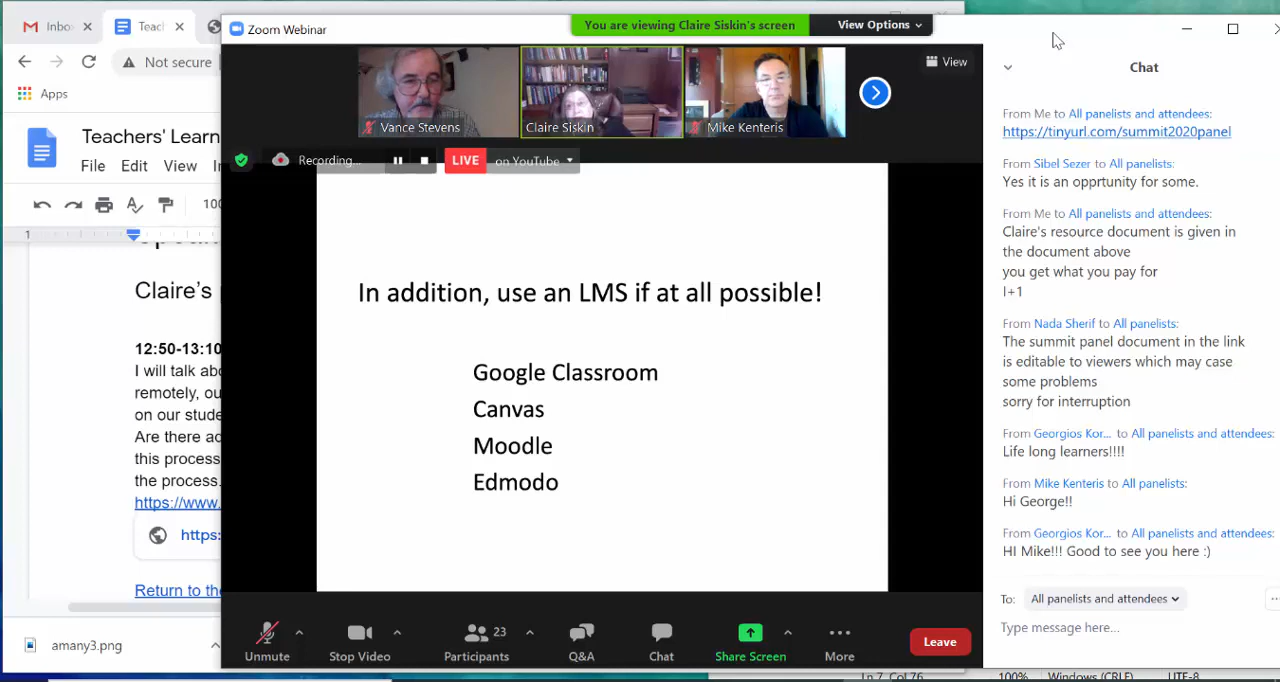 Inbo
Teac
Not secure
Apps
Teachers' Learn
File Edit View In
100
1
Claire's
12:50-13:10
I will talk abo
remotely, ou
on our stude
Are there ac
this process
the process.
https://www.
https:
Return to the
amany3.png
Zoom Webinar
You are viewing Claire Siskin's screen
View Options
Vance Stevens
Claire Siskin
Mike Kenteris
View
Recording...
LIVE on YouTube
In addition, use an LMS if at all possible!
Google Classroom
Canvas
Moodle
Edmodo
Unmute
Stop Video
23
Participants
Q&A
Chat
Share Screen
More
Leave
Chat
From Me to All panelists and attendees:
https://tinyurl.com/summit2020panel
From Sibel Sezer to All panelists:
Yes it is an opprtunity for some.
From Me to All panelists and attendees:
Claire's resource document is given in
the document above
you get what you pay for
I+1
From Nada Sherif to All panelists:
The summit panel document in the link
is editable to viewers which may case
some problems
sorry for interruption
From Georgios Kor... to All panelists and attendees:
Life long learners!!!!
From Mike Kenteris to All panelists:
Hi George!!
From Georgios Kor... to All panelists and attendees:
HI Mike!!! Good to see you here :)
To: All panelists and attendees
Type message here...
Ln 7, Col 76
100%
Windows (CRLF)
UTF-8